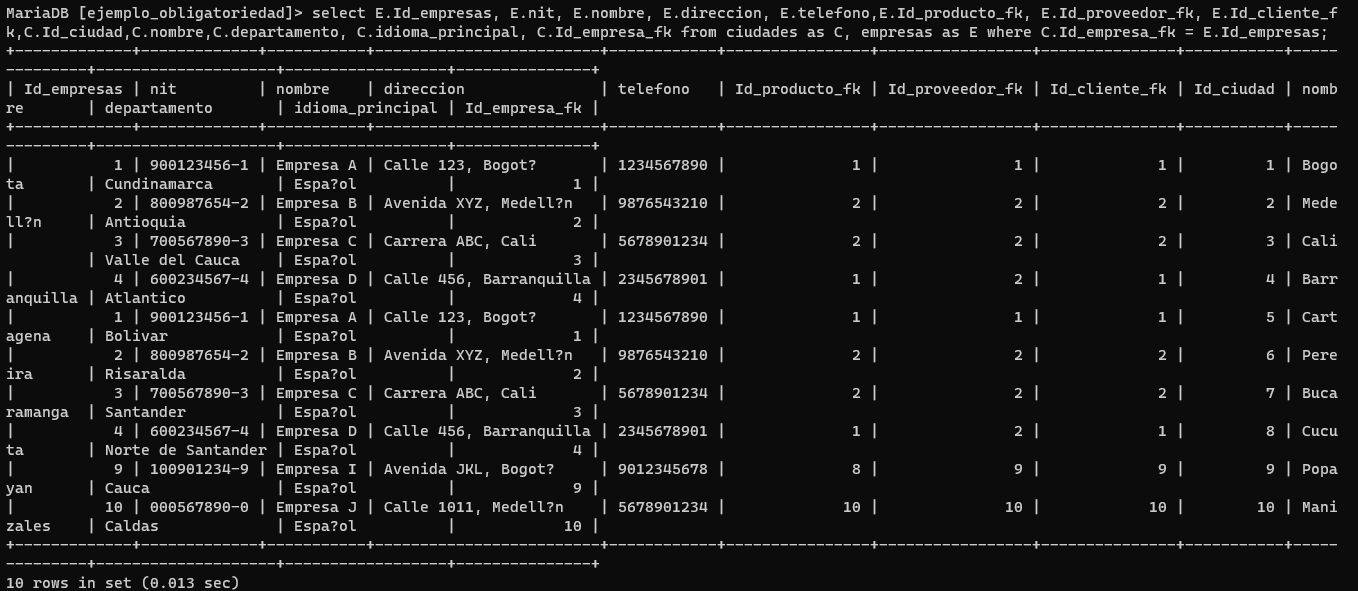 MariaDB [ejemplo_obligatoriedad]> select E.Id_empresas, E.nit, E.nombre, E.direccion, E.telefono,E.Id_producto_fk, E.Id_proveedor_fk, E.Id_cliente_f
k,C.Id_ciudad,C.nombre,C.departamento, C.idioma_principal, C.Id_empresa_fk from ciudades as C, empresas as E where C.Id_empresa_fk = E.Id_empresas;
+-------------+-------------+-----------+-------------------------+------------+----------------+-----------------+---------------+-----------+-----
---------+--------------------+------------------+---------------+
| Id_empresas | nit         | nombre    | direccion               | telefono   | Id_producto_fk | Id_proveedor_fk | Id_cliente_fk | Id_ciudad | nomb
re       | departamento       | idioma_principal | Id_empresa_fk |
+-------------+-------------+-----------+-------------------------+------------+----------------+-----------------+---------------+-----------+-----
---------+--------------------+------------------+---------------+
|           1 | 900123456-1 | Empresa A | Calle 123, Bogot?       | 1234567890 |              1 |               1 |             1 |         1 | Bogo
ta       | Cundinamarca       | Espa?ol          |             1 |
|           2 | 800987654-2 | Empresa B | Avenida XYZ, Medell?n   | 9876543210 |              2 |               2 |             2 |         2 | Mede
ll?n     | Antioquia          | Espa?ol          |             2 |
|           3 | 700567890-3 | Empresa C | Carrera ABC, Cali       | 5678901234 |              2 |               2 |             2 |         3 | Cali
         | Valle del Cauca    | Espa?ol          |             3 |
|           4 | 600234567-4 | Empresa D | Calle 456, Barranquilla | 2345678901 |              1 |               2 |             1 |         4 | Barr
anquilla | Atlantico          | Espa?ol          |             4 |
|           1 | 900123456-1 | Empresa A | Calle 123, Bogot?       | 1234567890 |              1 |               1 |             1 |         5 | Cart
agena    | Bolivar            | Espa?ol          |             1 |
|           2 | 800987654-2 | Empresa B | Avenida XYZ, Medell?n   | 9876543210 |              2 |               2 |             2 |         6 | Pere
ira      | Risaralda          | Espa?ol          |             2 |
|           3 | 700567890-3 | Empresa C | Carrera ABC, Cali       | 5678901234 |              2 |               2 |             2 |         7 | Buca
ramanga  | Santander          | Espa?ol          |             3 |
|           4 | 600234567-4 | Empresa D | Calle 456, Barranquilla | 2345678901 |              1 |               2 |             1 |         8 | Cucu
ta       | Norte de Santander | Espa?ol          |             4 |
|           9 | 100901234-9 | Empresa I | Avenida JKL, Bogot?     | 9012345678 |              8 |               9 |             9 |         9 | Popa
yan      | Cauca              | Espa?ol          |             9 |
|          10 | 000567890-0 | Empresa J | Calle 1011, Medell?n    | 5678901234 |             10 |              10 |            10 |        10 | Mani
zales    | Caldas             | Espa?ol          |            10 |
+-------------+-------------+-----------+-------------------------+------------+----------------+-----------------+---------------+-----------+-----
---------+--------------------+------------------+---------------+
10 rows in set (0.013 sec)